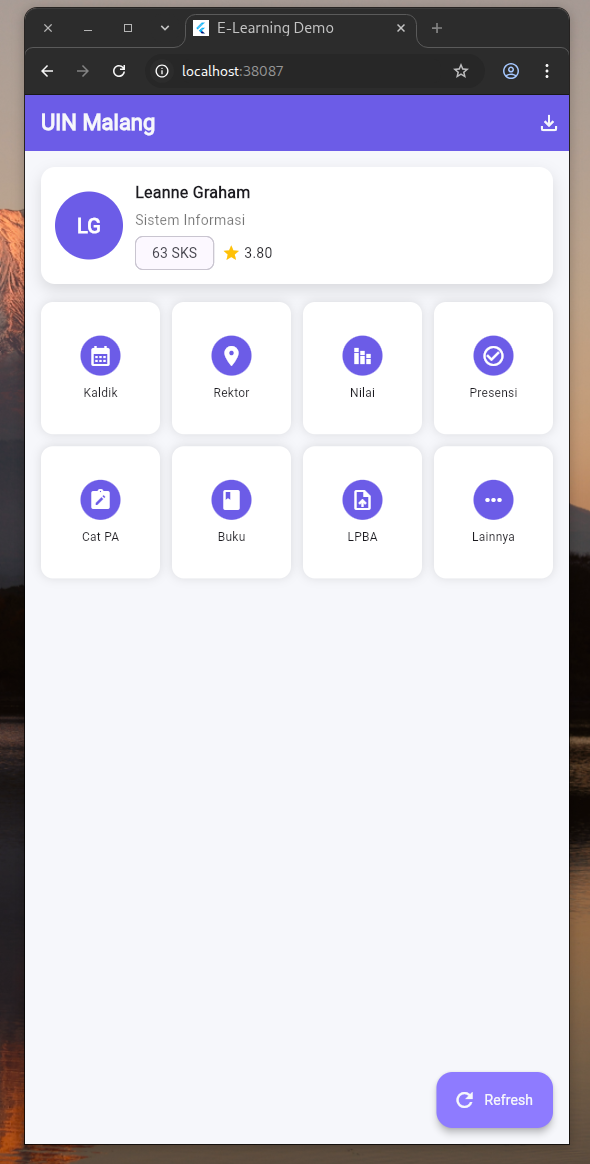 E-Learning Demo
localhost:38087
UIN Malang
LG
Leanne Graham
Sistem Informasi
63 SKS
3.80
Kaldik
Rektor
Nilai
Presensi
Cat PA
Buku
LPBA
Lainnya
Refresh